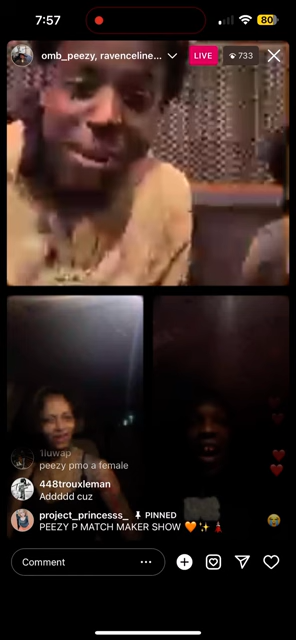 7:57
80
omb_peezy, ravenceline...
LIVE
733
1luwap
peezy pmo a female
448trouxleman
Addddd cuz
project_princesss_ PINNED
PEEZY P MATCH MAKER SHOW 🧡✨💃
Comment